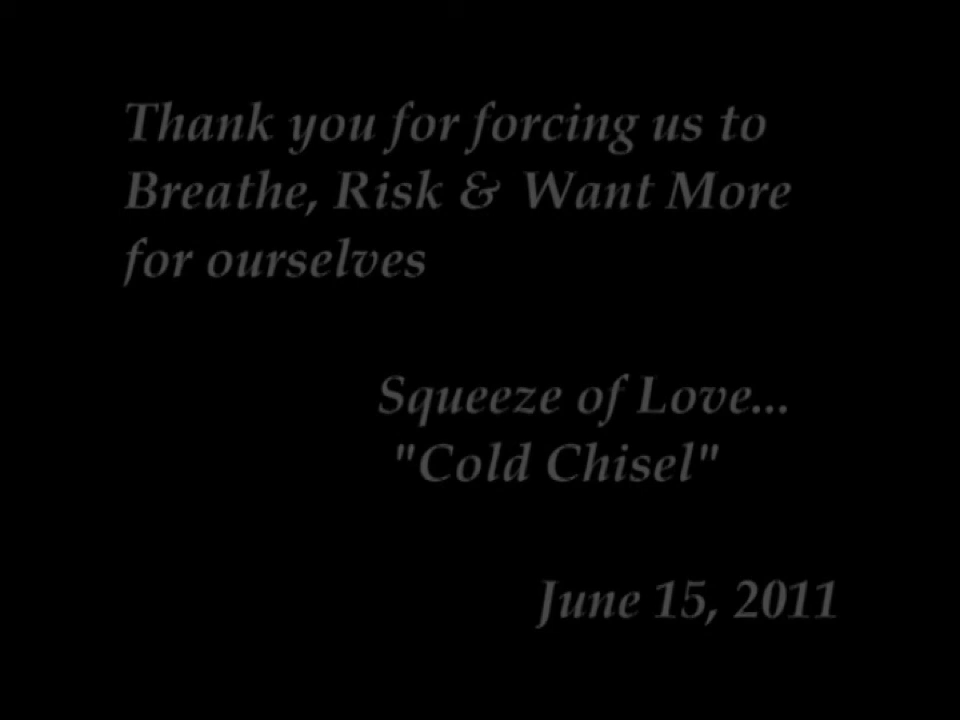 Thank you for forcing us to
Breathe, Risk & Want More
for ourselves
Squeeze of Love...
"Cold Chisel"
June 15, 2011